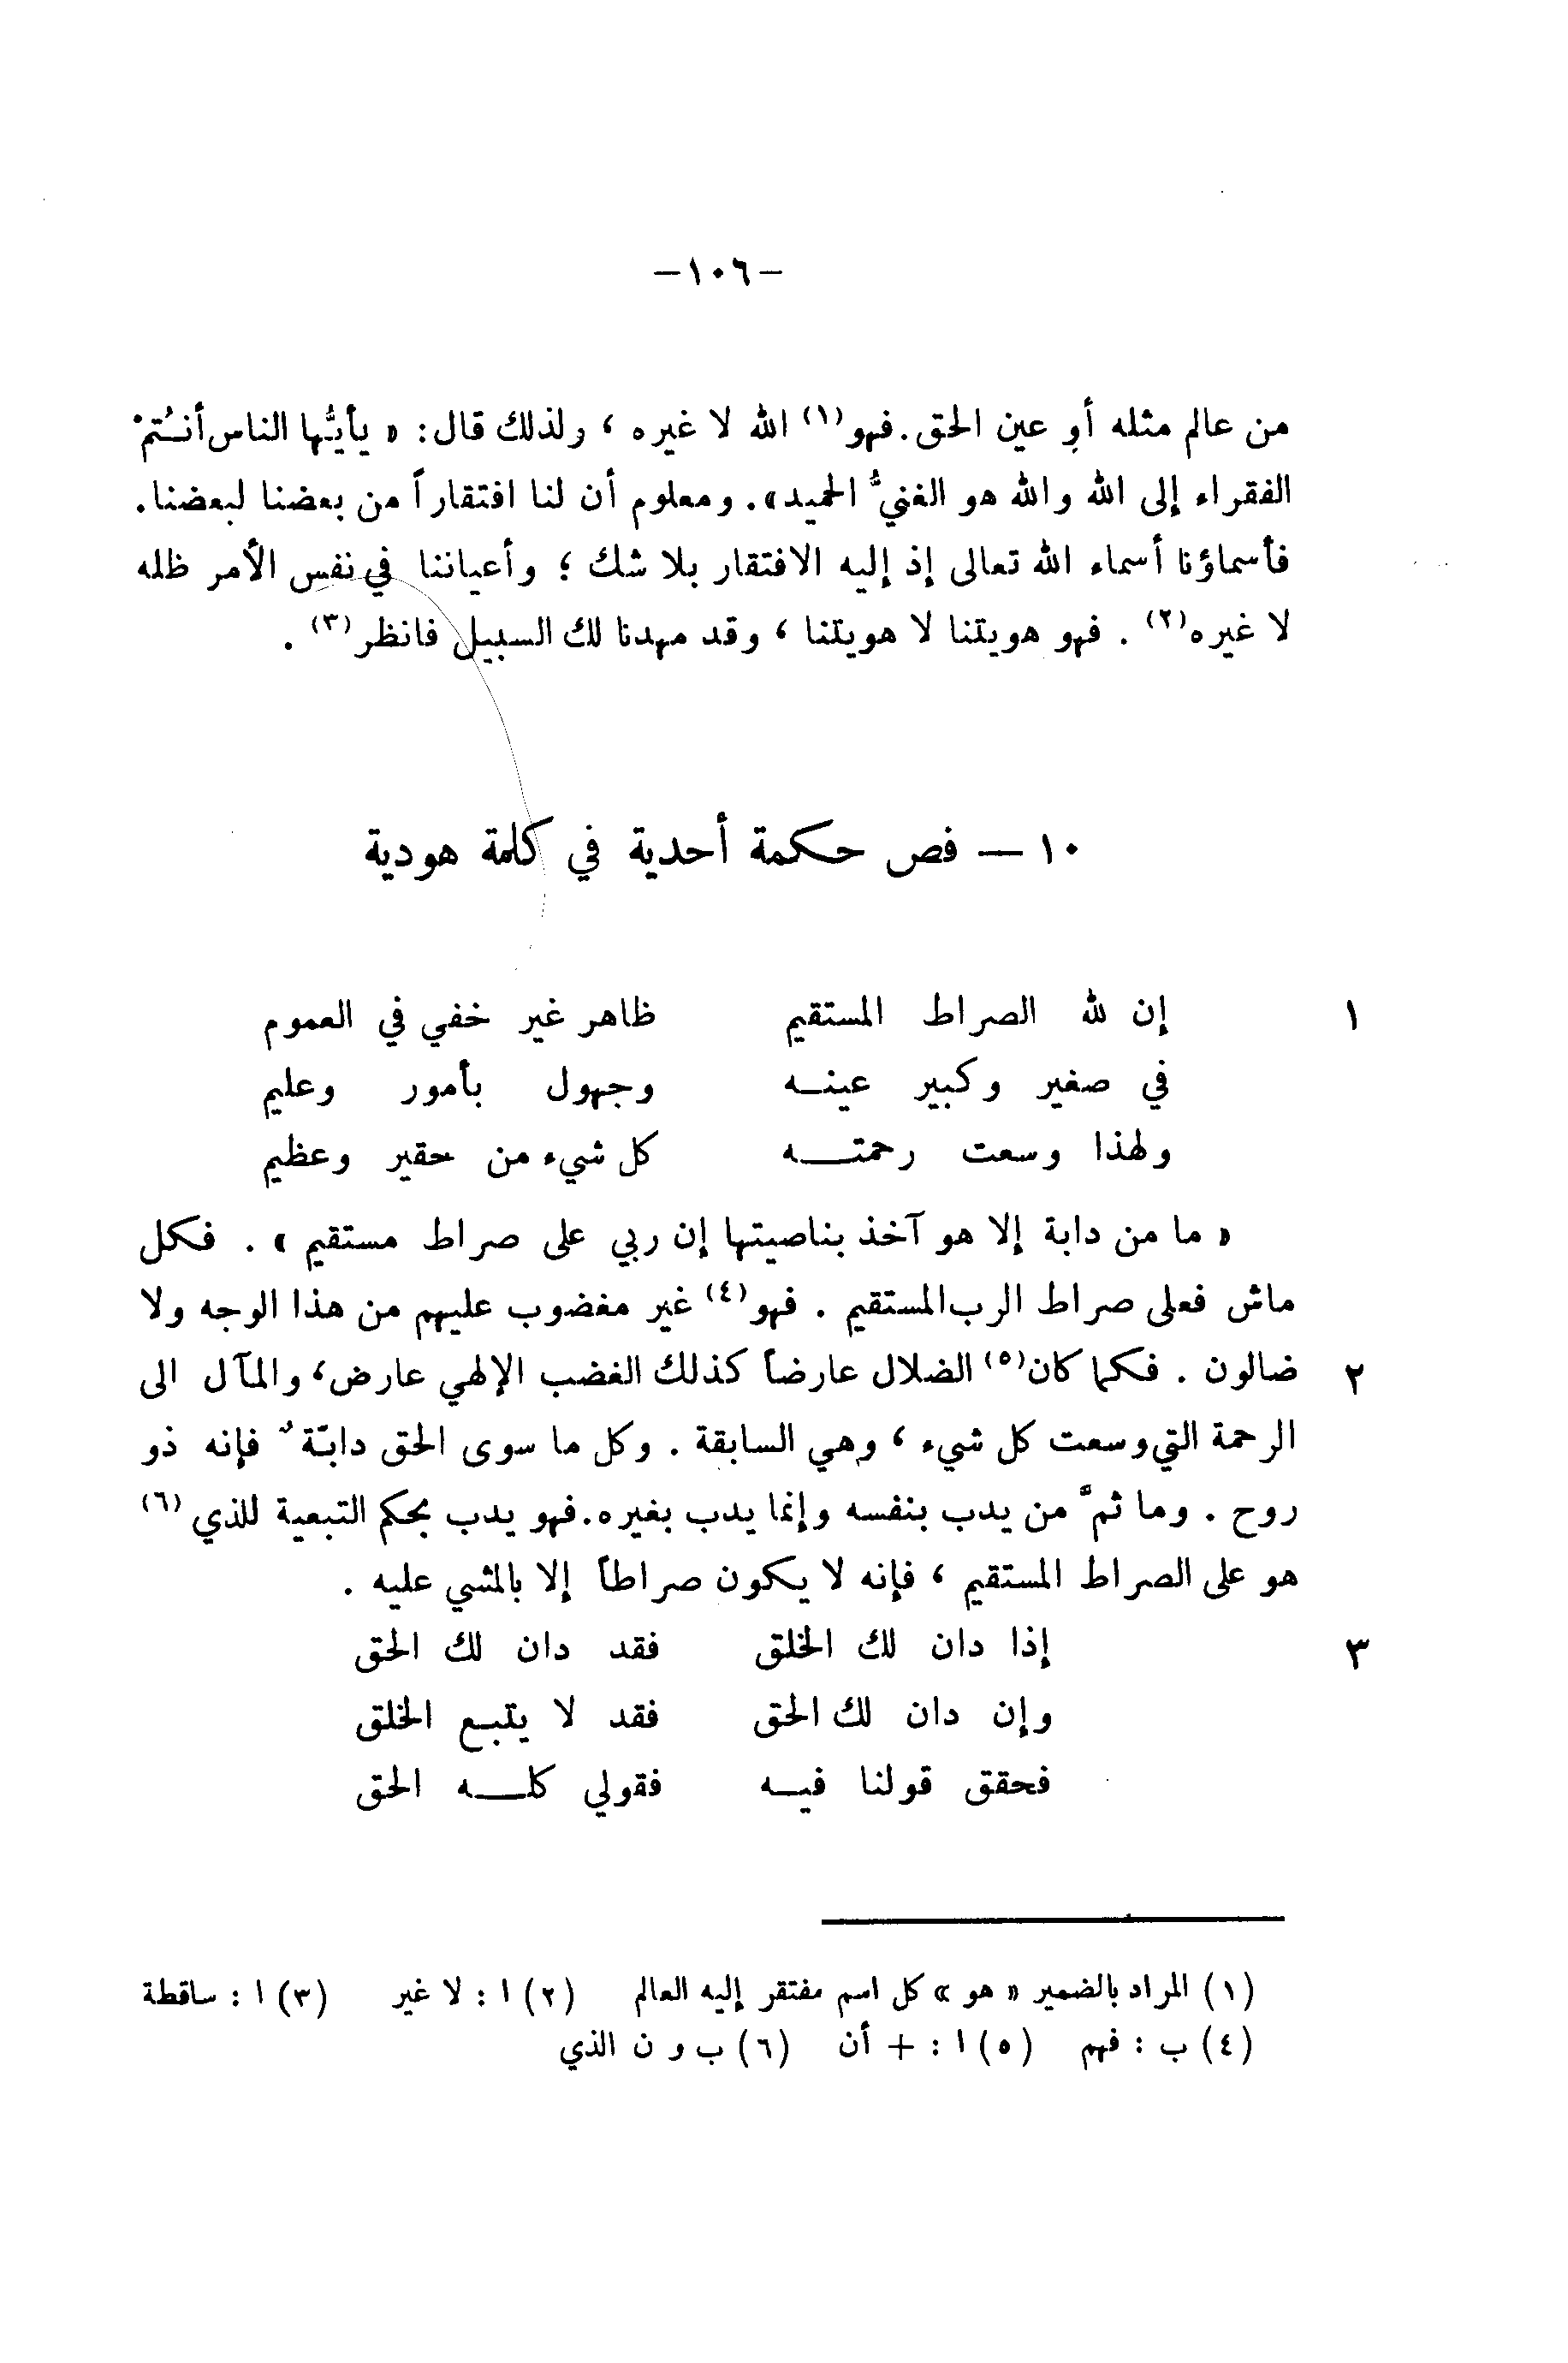 -١٠٦-
من عالم مثله أو عين الحق. فهو(١) الله لا غيره ، ولذلك قال: « يأيُّها الناس أنتُمْ
الفقراء إلى الله والله هو الغنيُّ الحميد». ومعلوم أن لنا افتقاراً من بعضنا لبعضنا.
فأسماؤنا أسماء الله تعالى إذ إليه الافتقار بلا شك ؛ وأعياننا في نفس الأمر ظله
لا غيره(٢) . فهو هويتنا لا هويتنا ، وقد مهدنا لك السبيل فانظر(٣) .
١٠ – فص حكمة أحدية في كلمة هودية
١ إن لله الصراط المستقيم ظاهر غير خفي في العموم
في صغير وكبير عينـه وجهول بأمور وعليم
ولهذا وسعت رحمتـــه كل شيء من حقير وعظيم
« ما من دابة إلا هو آخذ بناصيتها إن ربي على صراط مستقيم » . فكل
ماش فعلى صراط الرب المستقيم . فهو(٤) غير مغضوب عليهم من هذا الوجه ولا
٢ ضالون . فكما كان(٥) الضلال عارضاً كذلك الغضب الإلهي عارض، والمآل الى
الرحمة التي وسعت كل شيء ، وهي السابقة . وكل ما سوى الحق دابّة ٌ فإنه ذو
روح . وما ثمَّ من يدب بنفسه وإنما يدب بغيره. فهو يدب بحكم التبعية للذي (٦)
هو على الصراط المستقيم ، فإنه لا يكون صراطاً إلا بالمشي عليه .
٣ إذا دان لك الخلق فقد دان لك الحق
وإن دان لك الحق فقد لا يتبـع الخلق
فحقق قولنا فيـه فقولي كلـــه الحق
(١) المراد بالضمير « هو » كل اسم مفتقر إليه العالم (٢) ا : لا غير (٣) ا : ساقطة
(٤) ب : فهم (٥) ا : + أن (٦) ب و ن الذي